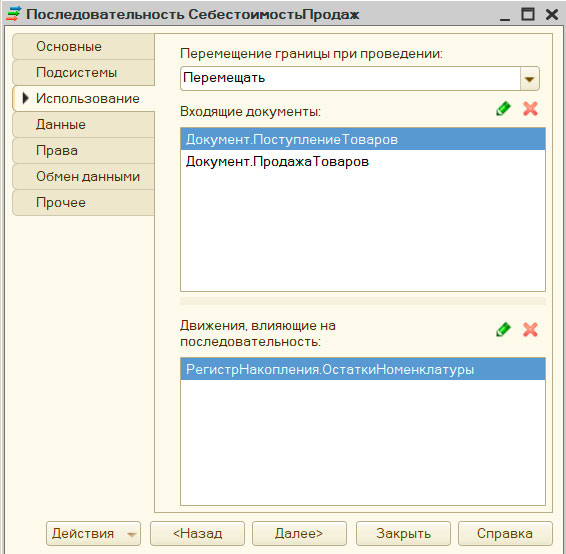 Последовательность СебестоимостьПродаж
Основные
Подсистемы
Использование
Данные
Права
Обмен данными
Прочее
Перемещение границы при проведении:
Перемещать
Входящие документы:
Документ.ПоступлениеТоваров
Документ.ПродажаТоваров
Движения, влияющие на
последовательность:
РегистрНакопления.ОстаткиНоменклатуры
Действия
<Назад
Далее>
Закрыть
Справка